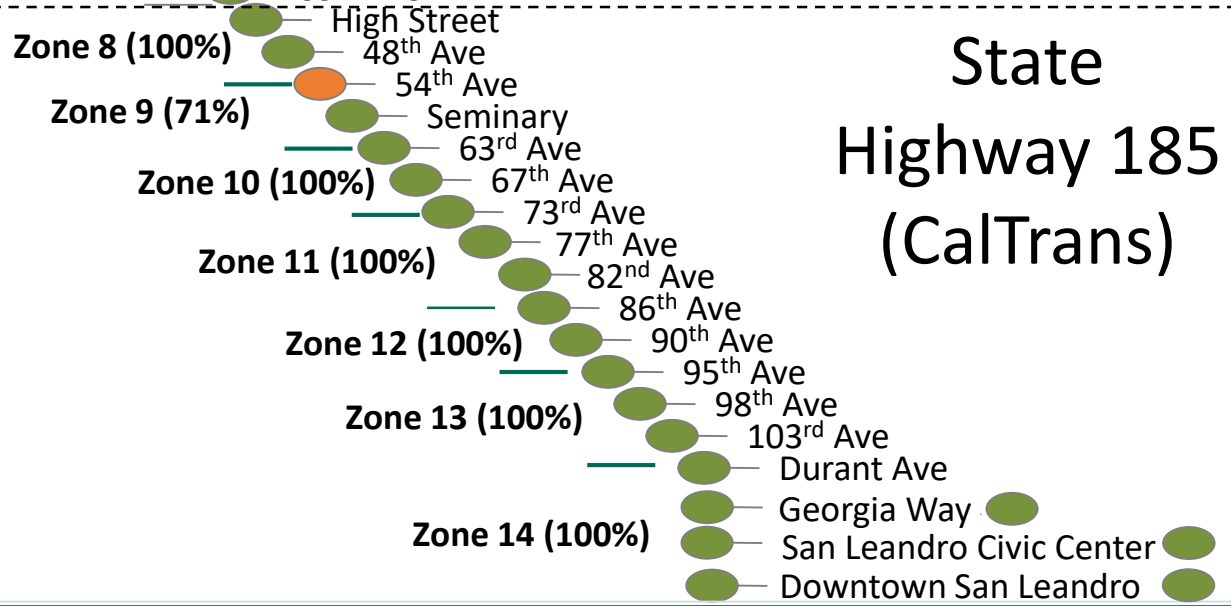 High Street
Zone 8 (100%)
48th Ave
54th Ave
Zone 9 (71%)
Seminary
63rd Ave
Zone 10 (100%)
67th Ave
73rd Ave
77th Ave
Zone 11 (100%)
82nd Ave
86th Ave
Zone 12 (100%)
90th Ave
95th Ave
98th Ave
Zone 13 (100%)
103rd Ave
Durant Ave
Georgia Way
Zone 14 (100%)
San Leandro Civic Center
Downtown San Leandro
State
Highway 185
(CalTrans)